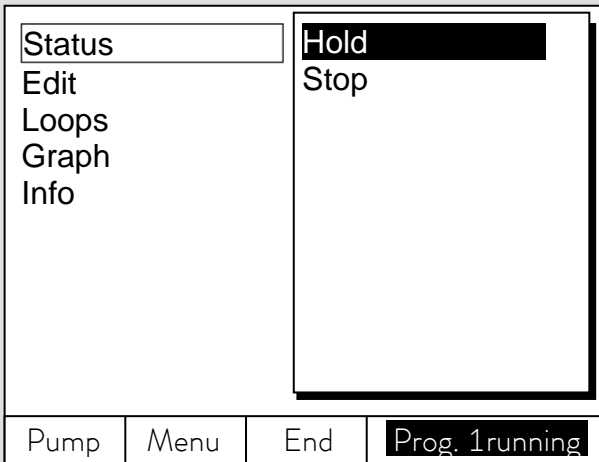 Status
Edit
Loops
Graph
Info
Hold
Stop
Pump Menu End Prog. 1running